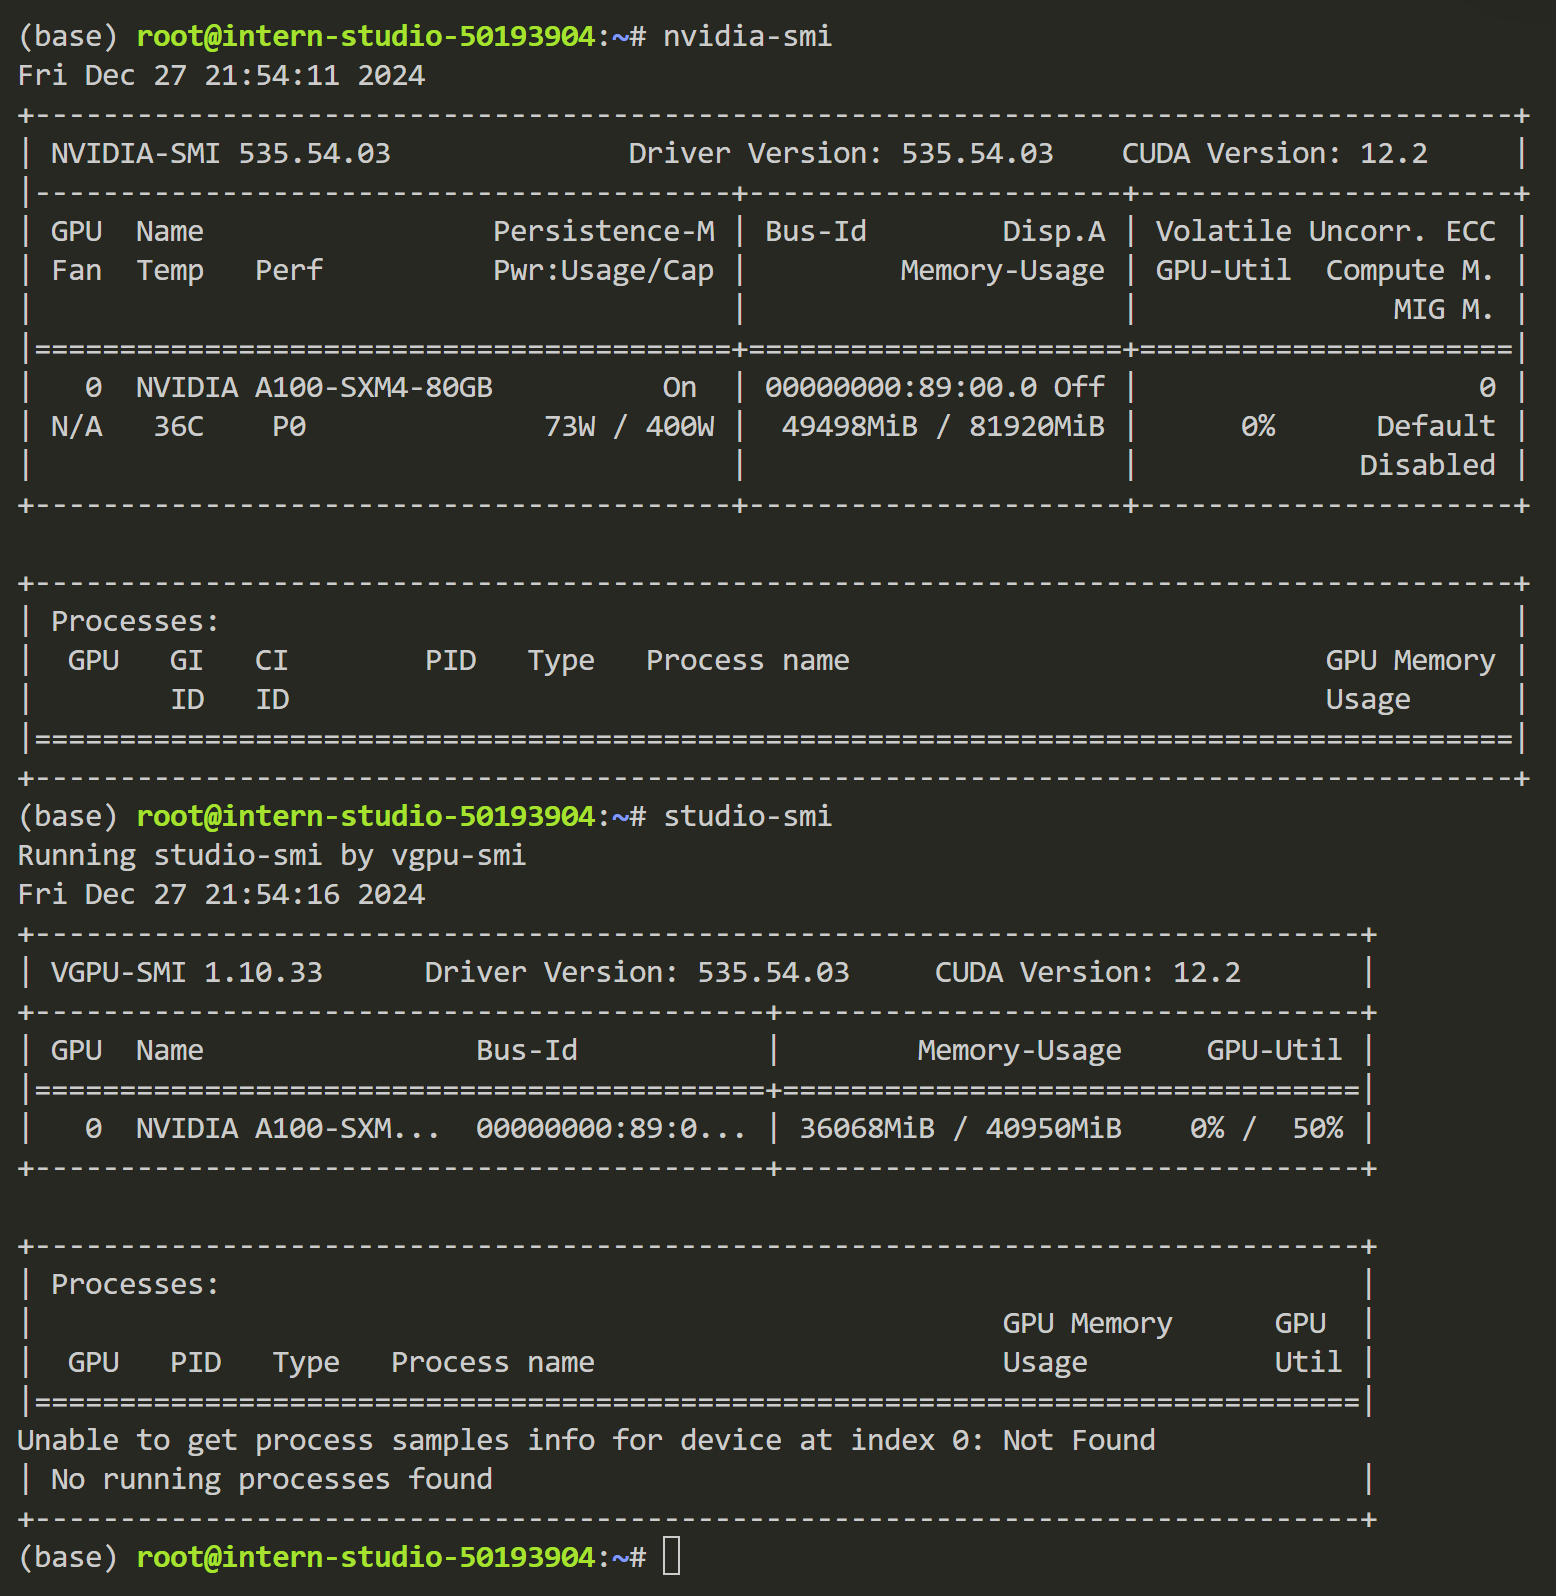 (base) root@intern-studio-50193904:~# nvidia-smi
Fri Dec 27 21:54:11 2024
+---------------------------------------------------------------------------------------+
| NVIDIA-SMI 535.54.03              Driver Version: 535.54.03    CUDA Version: 12.2     |
|-----------------------------------------+----------------------+----------------------+
| GPU  Name                 Persistence-M | Bus-Id        Disp.A | Volatile Uncorr. ECC |
| Fan  Temp   Perf          Pwr:Usage/Cap |         Memory-Usage | GPU-Util  Compute M. |
|                                         |                      |               MIG M. |
|=========================================+======================+======================|
|   0  NVIDIA A100-SXM4-80GB          On  | 00000000:89:00.0 Off |                    0 |
| N/A   36C    P0              73W / 400W |  49498MiB / 81920MiB |      0%      Default |
|                                         |                      |             Disabled |
+-----------------------------------------+----------------------+----------------------+

+---------------------------------------------------------------------------------------+
| Processes:                                                                            |
|  GPU   GI   CI        PID   Type   Process name                            GPU Memory |
|        ID   ID                                                             Usage      |
|=======================================================================================|
+---------------------------------------------------------------------------------------+
(base) root@intern-studio-50193904:~# studio-smi
Running studio-smi by vgpu-smi
Fri Dec 27 21:54:16 2024
+------------------------------------------------------------------------------+
| VGPU-SMI 1.10.33      Driver Version: 535.54.03     CUDA Version: 12.2       |
+-------------------------------------------+----------------------------------+
| GPU  Name                Bus-Id           |        Memory-Usage     GPU-Util |
|===========================================+==================================|
|   0  NVIDIA A100-SXM...  00000000:89:0... | 36068MiB / 40950MiB    0% /  50% |
+-------------------------------------------+----------------------------------+

+------------------------------------------------------------------------------+
| Processes:                                                                   |
|                                                         GPU Memory      GPU  |
|  GPU   PID   Type   Process name                        Usage           Util |
|==============================================================================|
Unable to get process samples info for device at index 0: Not Found
| No running processes found                                                   |
+------------------------------------------------------------------------------+
(base) root@intern-studio-50193904:~#